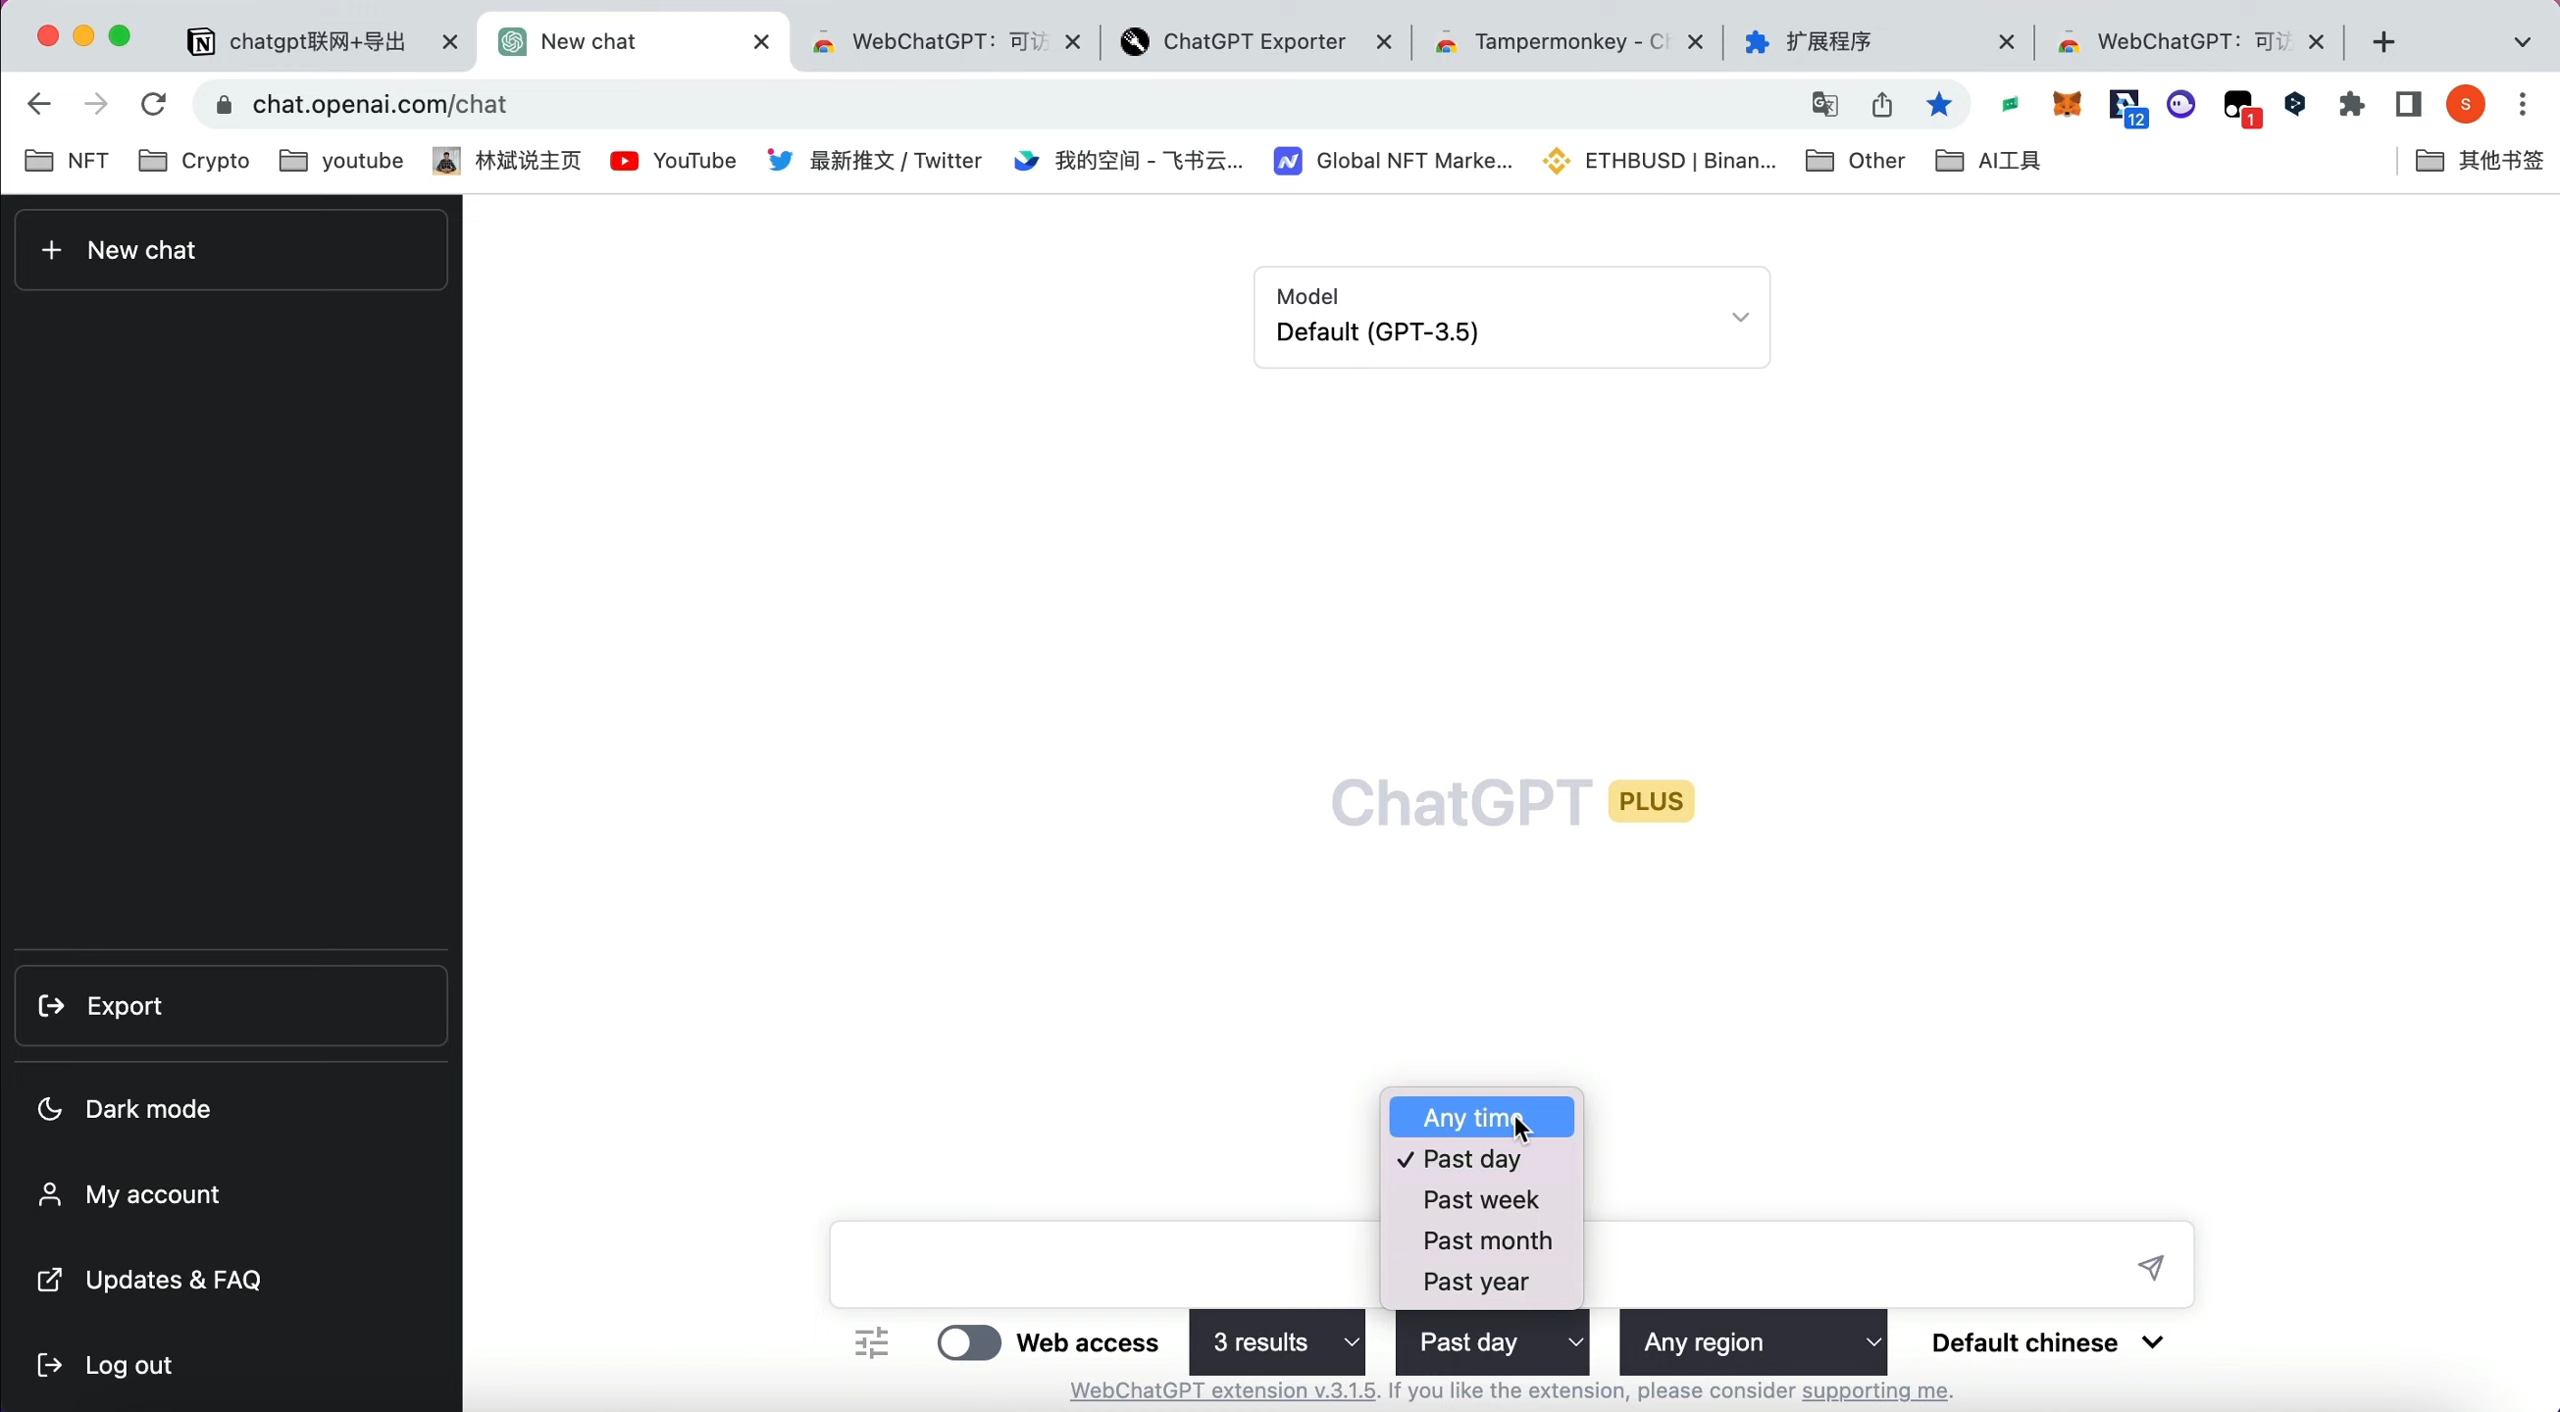 chatgpt联网+导出
New chat
WebChatGPT：可访
ChatGPT Exporter
Tampermonkey - Ch
扩展程序
WebChatGPT：可访
chat.openai.com/chat
12
1
S
NFT
Crypto
youtube
林斌说主页
YouTube
最新推文 / Twitter
我的空间 - 飞书云...
Global NFT Marke...
ETHBUSD | Binan...
Other
AI工具
其他书签
New chat
Model
Default (GPT-3.5)
ChatGPT PLUS
Export
Dark mode
My account
Updates & FAQ
Log out
Any time
✓ Past day
Past week
Past month
Past year
Web access
3 results
Past day
Any region
Default chinese
WebChatGPT extension v.3.1.5. If you like the extension, please consider supporting me.